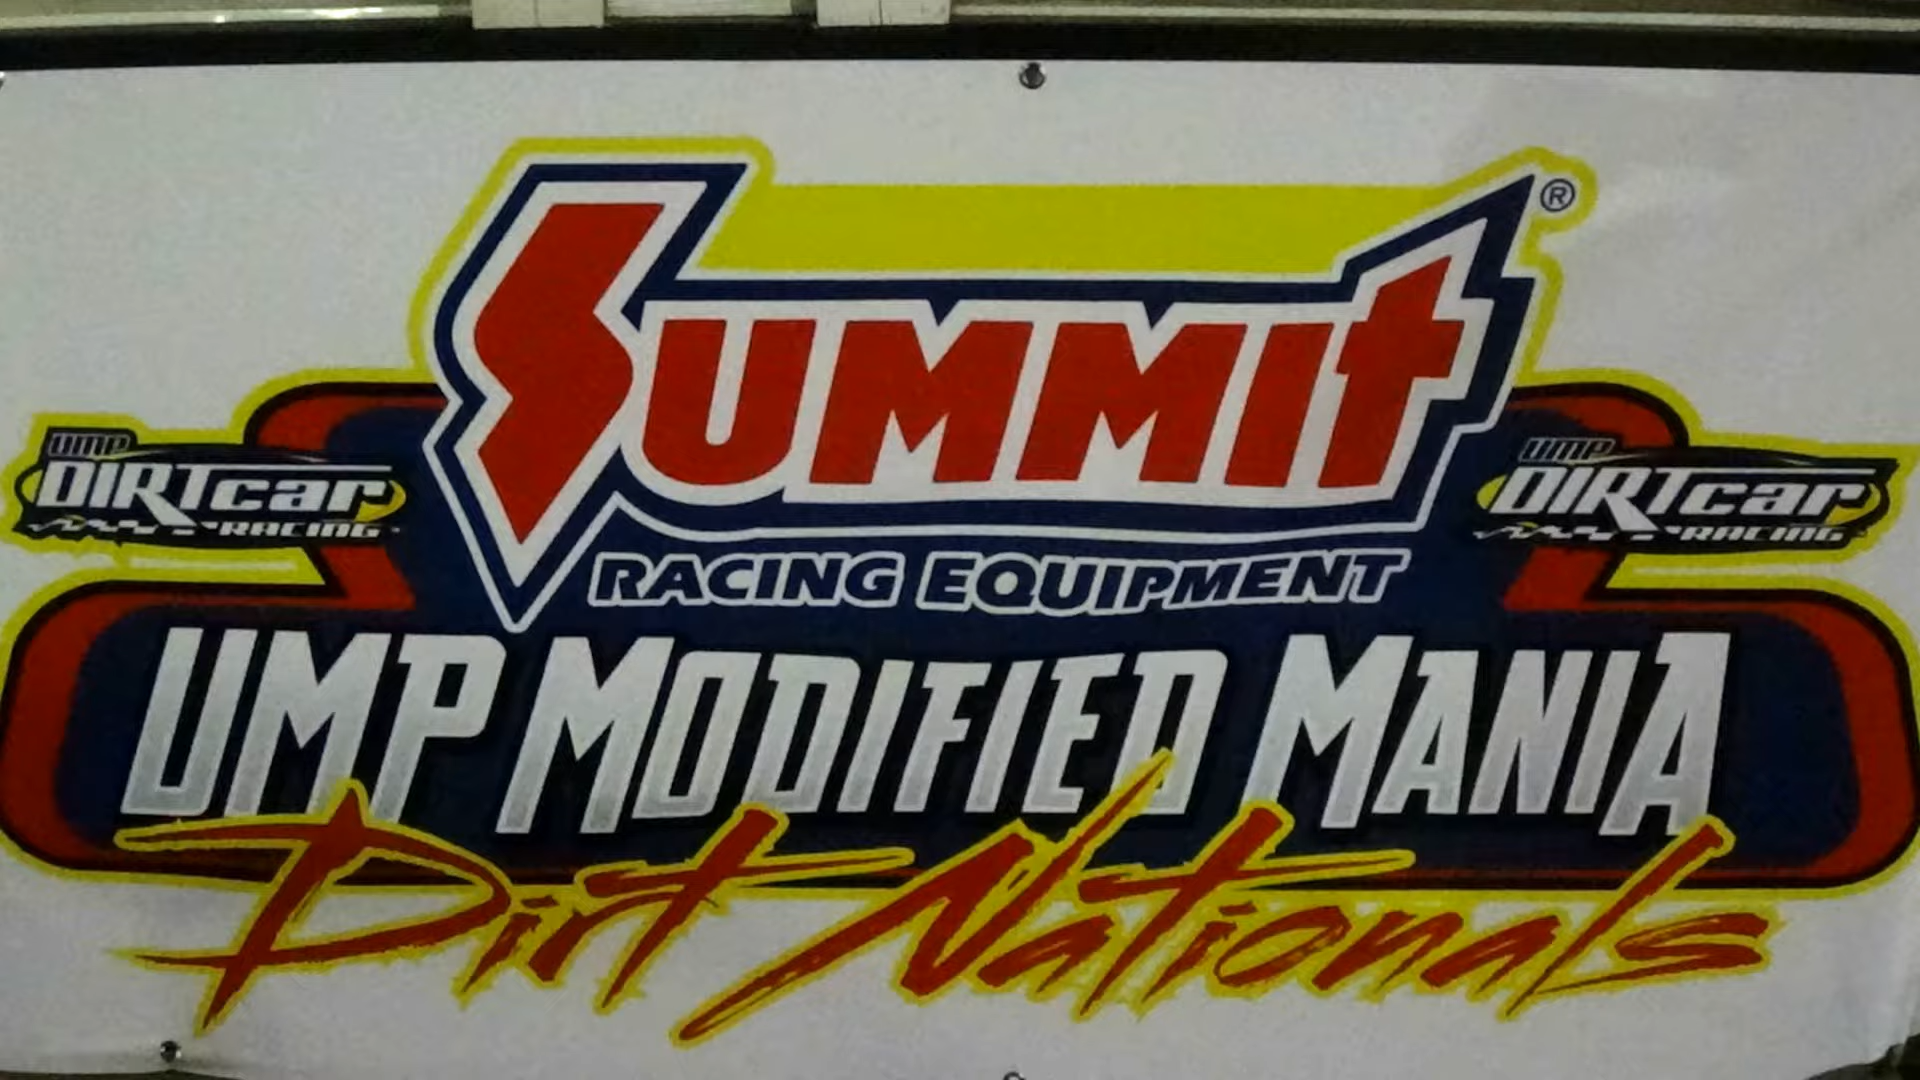 Summit®
RACING EQUIPMENT
UMP
DIRTcar
RACING
UMP
DIRTcar
RACING
UMP MODIFIED MANIA
Dirt Nationals